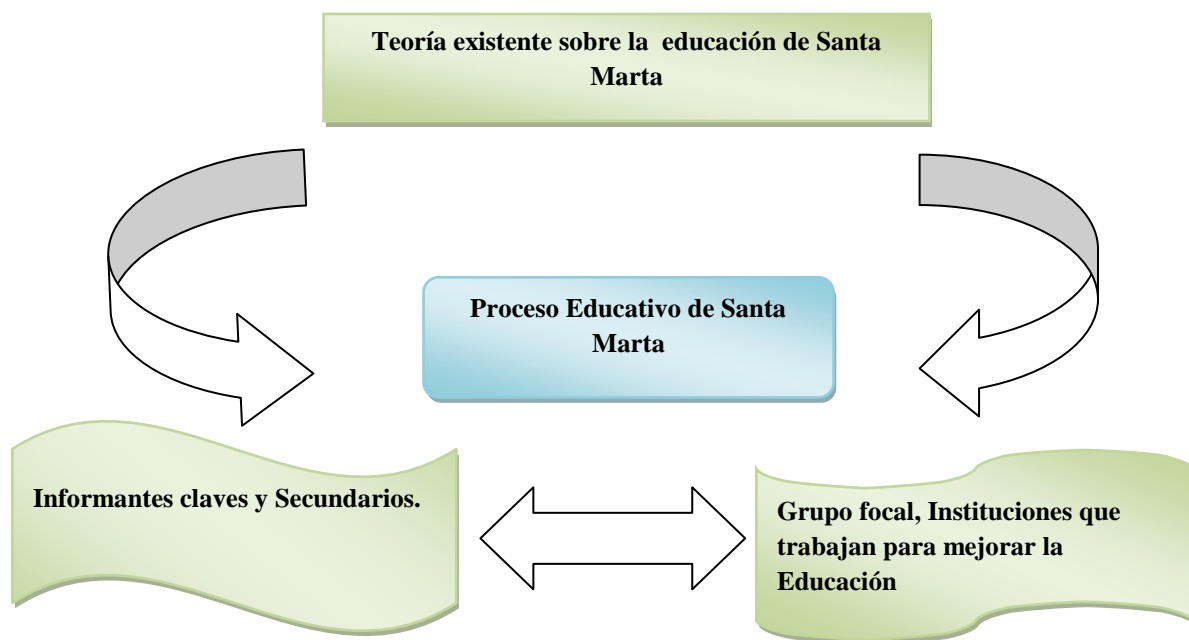 Teoría existente sobre la educación de Santa
Marta
Proceso Educativo de Santa
Marta
Informantes claves y Secundarios.
Grupo focal, Instituciones que
trabajan para mejorar la
Educación